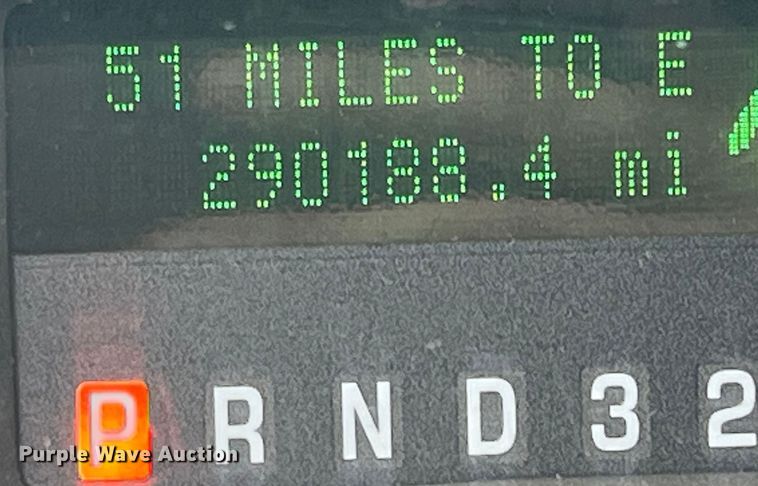 51 MILES TO E
290188.4 mi
P R N D 3 2
Purple Wave Auction